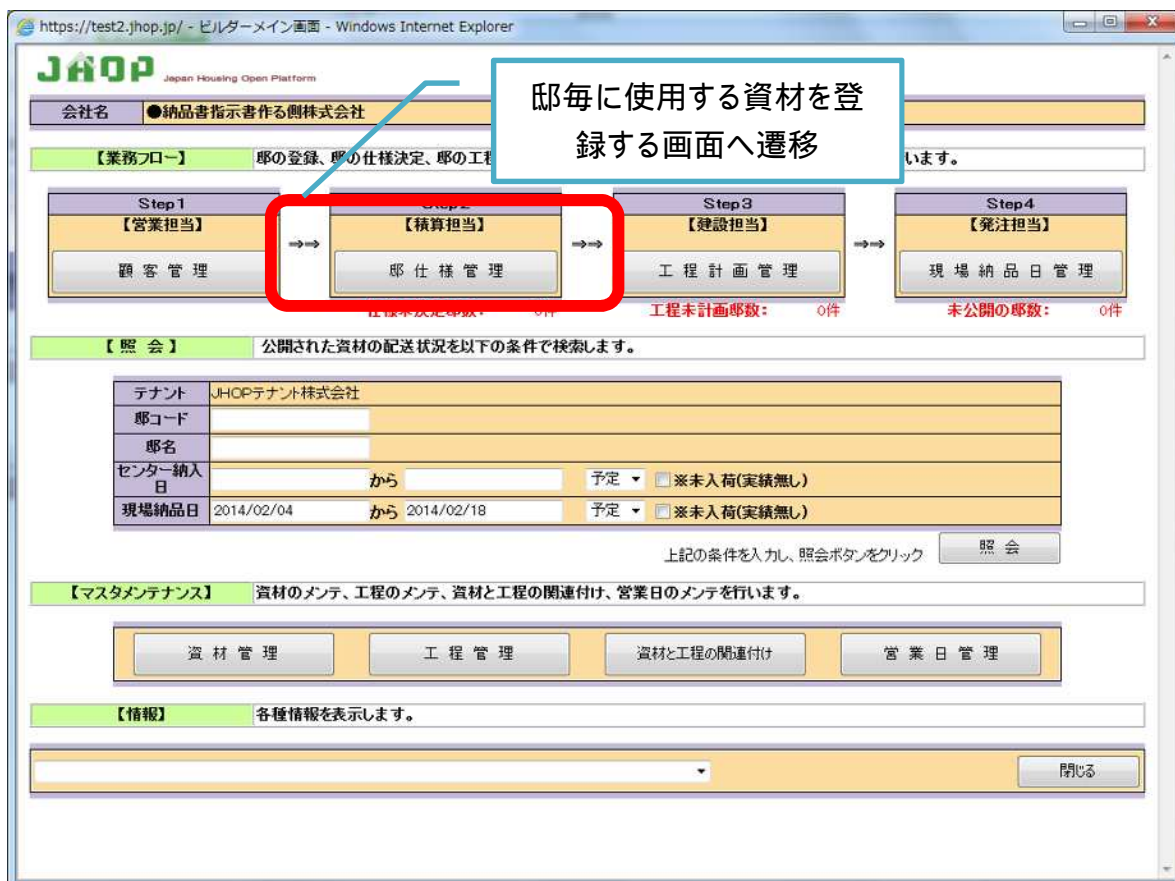 https://test2.jhop.jp/ - ビルダーメイン画面 - Windows Internet Explorer
JHOP Japan Housing Open Platform
邸毎に使用する資材を登
録する画面へ遷移
会社名 ●納品書指示書作る側株式会社
【業務フロー】 邸の登録、邸の仕様決定、邸の工程 います。
Step1 Step2 Step3 Step4
【営業担当】 【積算担当】 【建設担当】 【発注担当】
⇒⇒ ⇒⇒ ⇒⇒
顧客管理 邸仕様管理 工程計画管理 現場納品日管理
仕様未決定邸数: 0件 工程未計画邸数: 0件 未公開の邸数: 0件
【照会】 公開された資材の配送状況を以下の条件で検索します。
テナント JHOPテナント株式会社
邸コード
邸名
センター納入
日 から 予定 ※未入荷(実績無し)
現場納品日 2014/02/04 から 2014/02/18 予定 ※未入荷(実績無し)
上記の条件を入力し、照会ボタンをクリック 照会
【マスタメンテナンス】 資材のメンテ、工程のメンテ、資材と工程の関連付け、営業日のメンテを行います。
資材管理 工程管理 資材と工程の関連付け 営業日管理
【情報】 各種情報を表示します。
閉じる